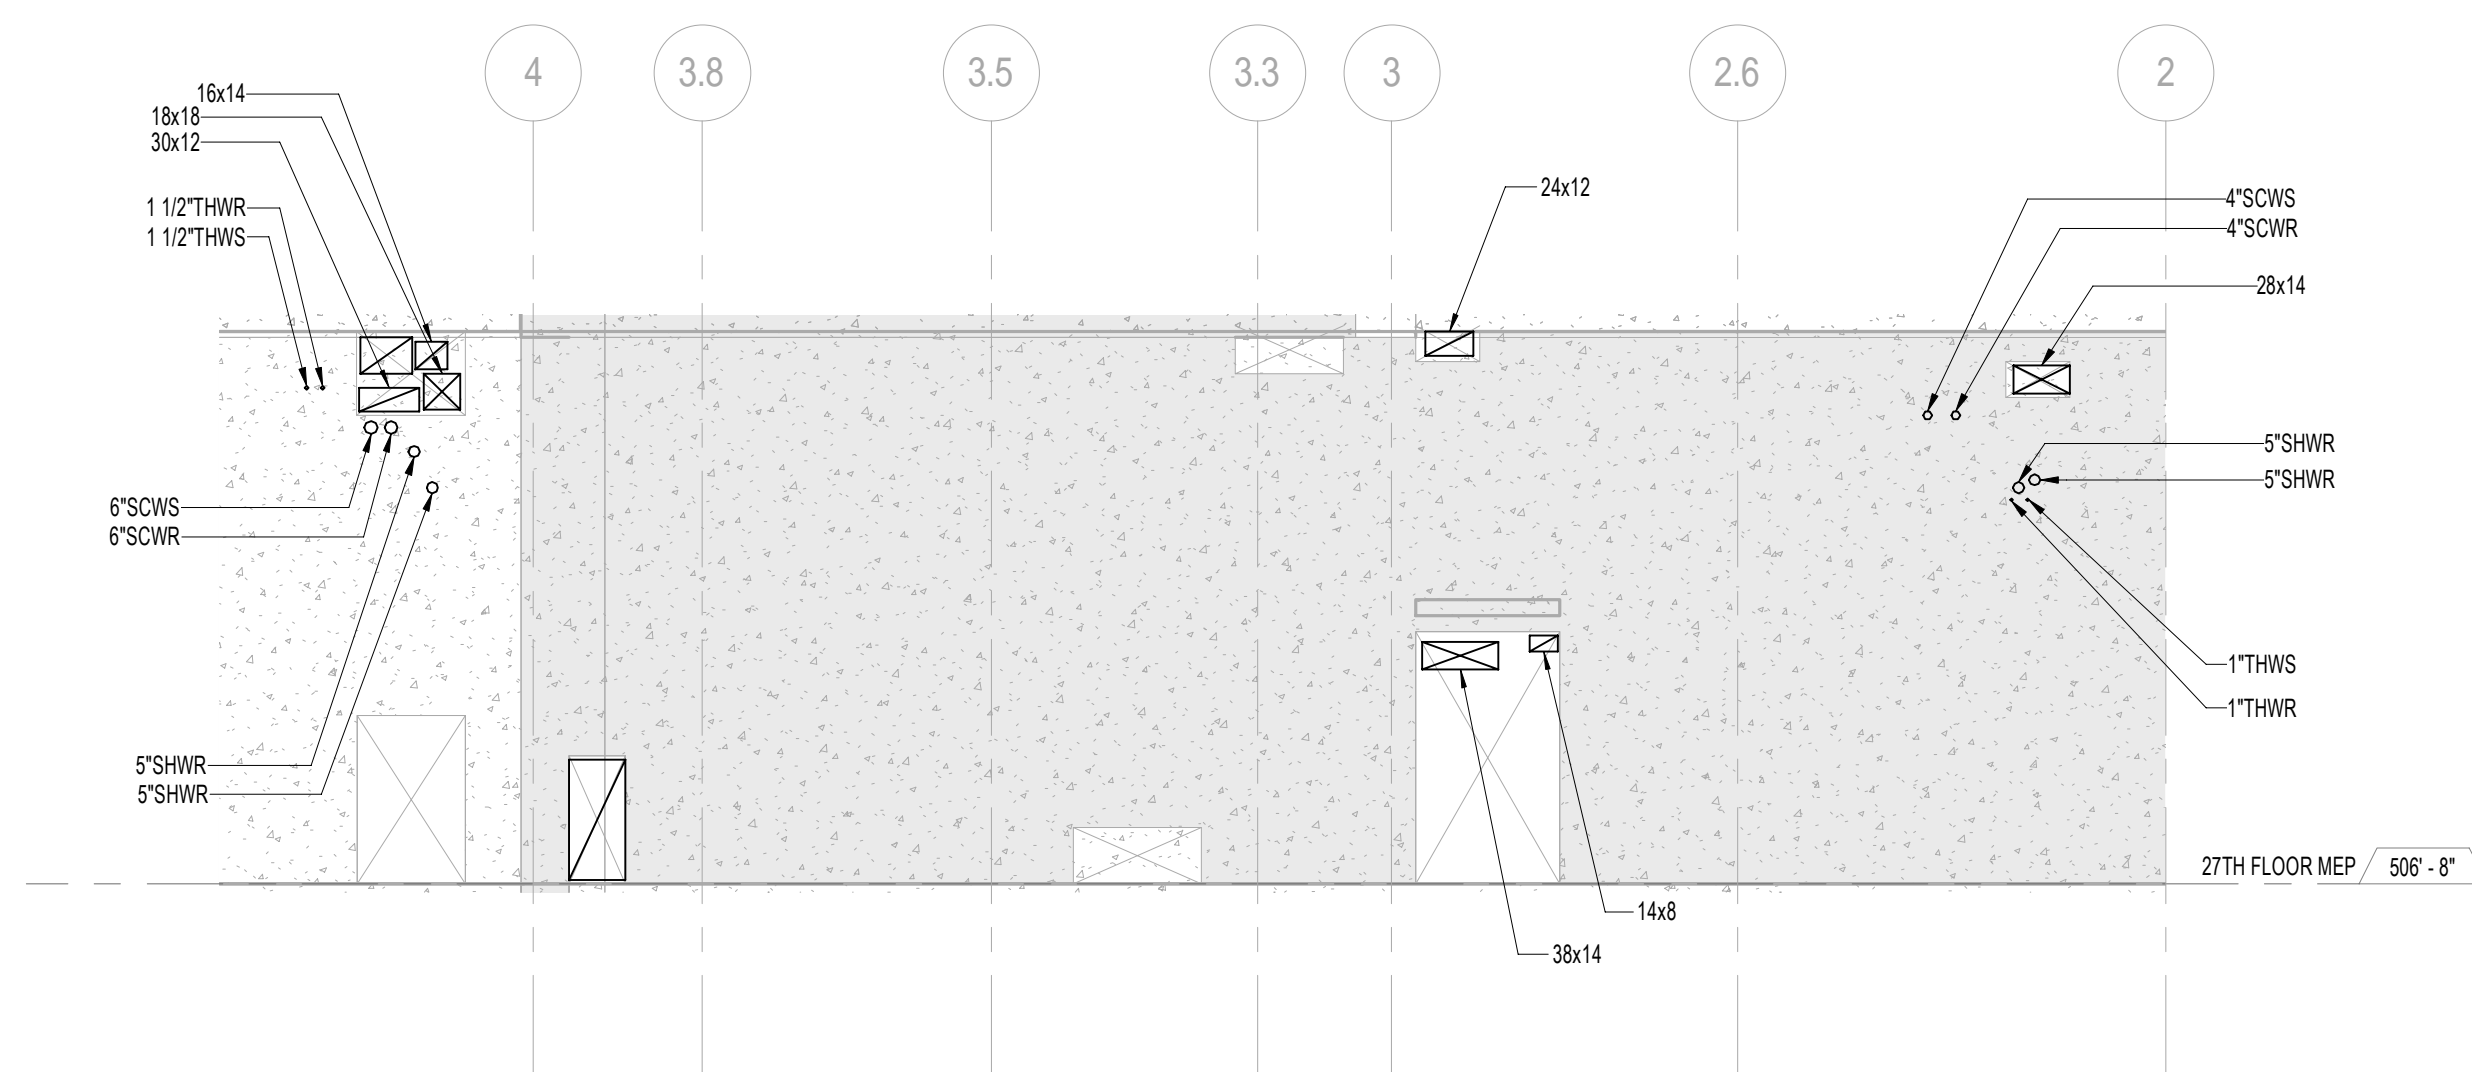 4
3.8
3.5
3.3
3
2.6
2
16x14
18x18
30x12
1 1/2"THWR
1 1/2"THWS
24x12
4"SCWS
4"SCWR
28x14
5"SHWR
5"SHWR
6"SCWS
6"SCWR
1"THWS
1"THWR
5"SHWR
5"SHWR
27TH FLOOR MEP 506' - 8"
14x8
38x14